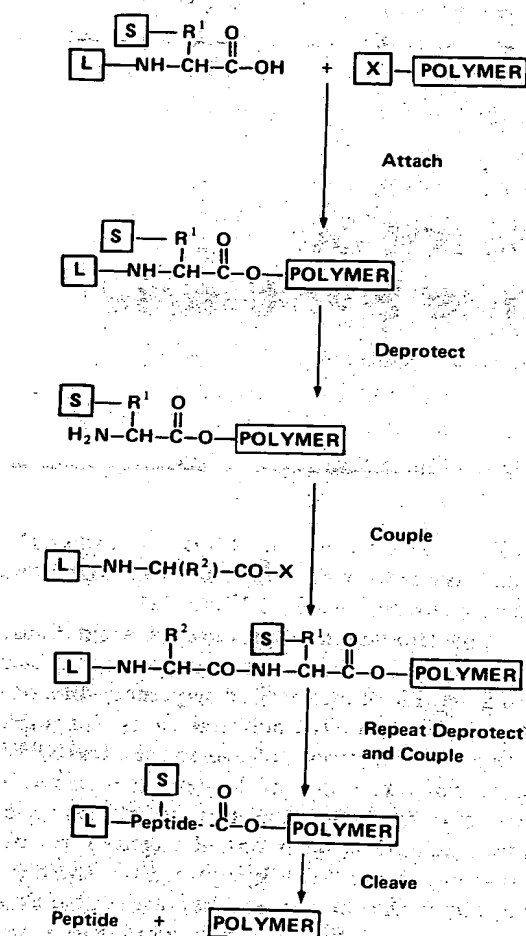 S — R¹ O
L — NH—CH—C—OH + X — POLYMER
Attach
S — R¹ O
L — NH—CH—C—O— POLYMER
Deprotect
S — R¹ O
H₂N—CH—C—O— POLYMER
Couple
L — NH—CH(R²)—CO—X
R² S — R¹ O
L — NH—CH—CO—NH—CH—C—O— POLYMER
Repeat Deprotect
and Couple
S O
L — Peptide — C—O— POLYMER
Cleave
Peptide + POLYMER